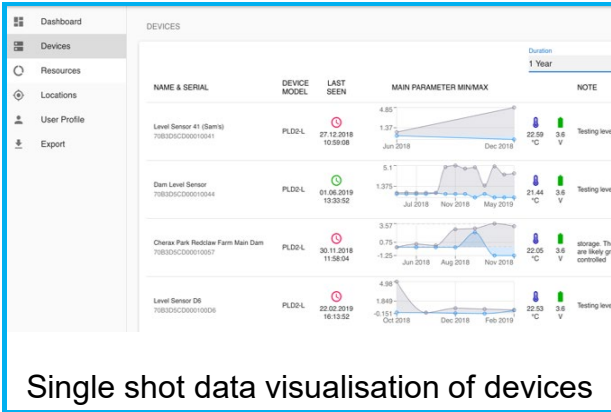 Dashboard
Devices
Resources
Locations
User Profile
Export
DEVICES
Duration
1 Year
NAME & SERIAL
DEVICE MODEL
LAST SEEN
MAIN PARAMETER MIN/MAX
NOTE
Level Sensor 41 (Sam's)
70B3D5CD00010041
PLD2-L
27.12.2018
10:59:08
4.85
1.37
Jun 2018
Dec 2018
22.59
°C
3.6
V
Testing leve
Dam Level Sensor
70B3D5CD00010044
PLD2-L
01.06.2019
13:33:52
5.1
1.375
Jul 2018
Nov 2018
May 2019
21.44
°C
3.6
V
Testing leve
Cherax Park Redclaw Farm Main Dam
70B3D5CD00010057
PLD2-L
30.11.2018
11:58:04
3.57
0.75
-1.25
Jun 2018
Aug 2018
Nov 2018
22.05
°C
3.6
V
storage. Th
are likely gr
controlled
Level Sensor D6
70B3D5CD000100D6
PLD2-L
22.02.2019
16:13:52
4.98
1.849
-0.151
Oct 2018
Dec 2018
Feb 2019
22.53
°C
3.6
V
Testing leve
Single shot data visualisation of devices